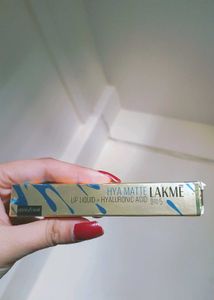 HYA MATTE
LIP LIQUID + HYALURONIC ACID
LAKMĒ